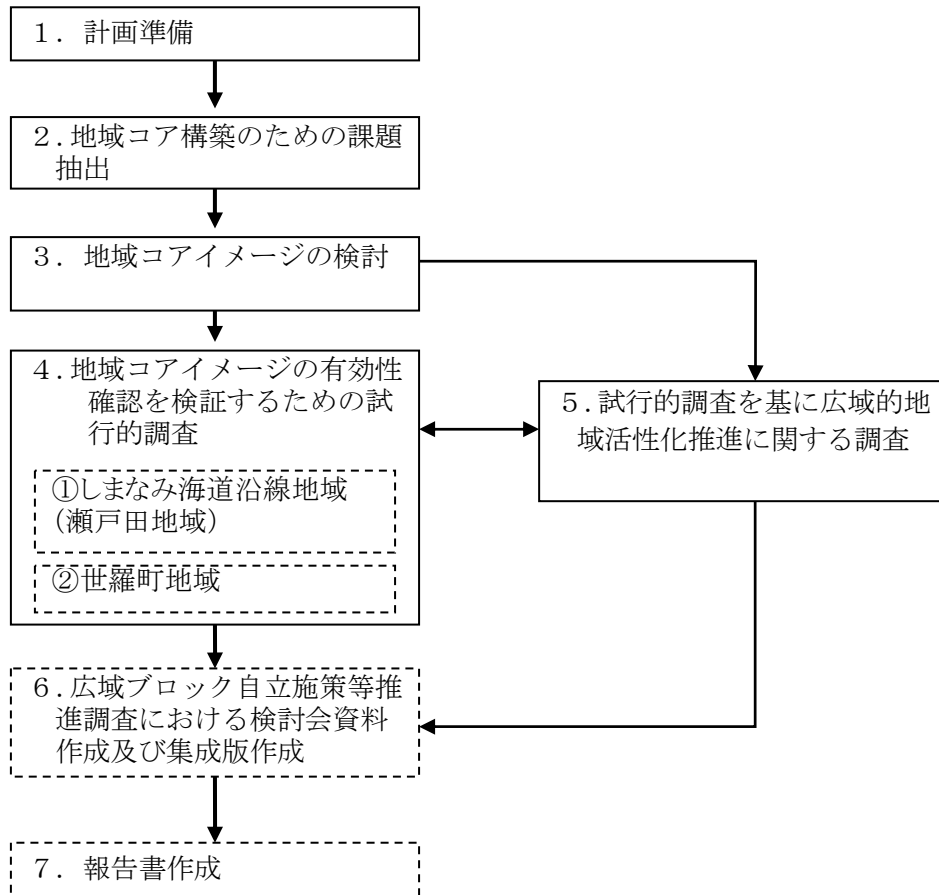 １．計画準備
２.地域コア構築のための課題
抽出
３．地域コアイメージの検討
４.地域コアイメージの有効性
確認を検証するための試
行的調査
①しまなみ海道沿線地域
（瀬戸田地域）
②世羅町地域
５.試行的調査を基に広域的地
域活性化推進に関する調査
６.広域ブロック自立施策等推
進調査における検討会資料
作成及び集成版作成
７．報告書作成